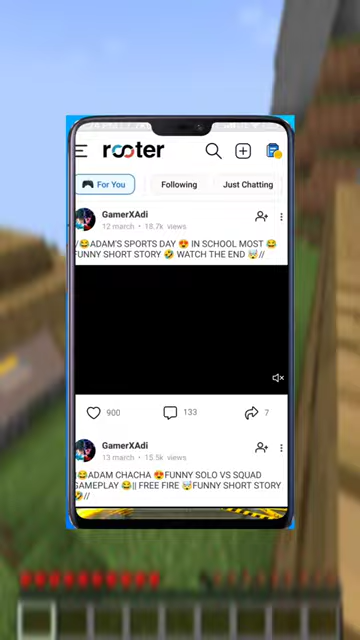 rooter
For You
Following
Just Chatting
GamerXAdi
12 march • 18.7k views
//😂ADAM'S SPORTS DAY 😍 IN SCHOOL MOST 😂
FUNNY SHORT STORY 🤣 WATCH THE END 🤯//
900
133
7
GamerXAdi
13 march • 15.5k views
//😂ADAM CHACHA 😍FUNNY SOLO VS SQUAD
GAMEPLAY 😂|| FREE FIRE 🤯FUNNY SHORT STORY
🤣//